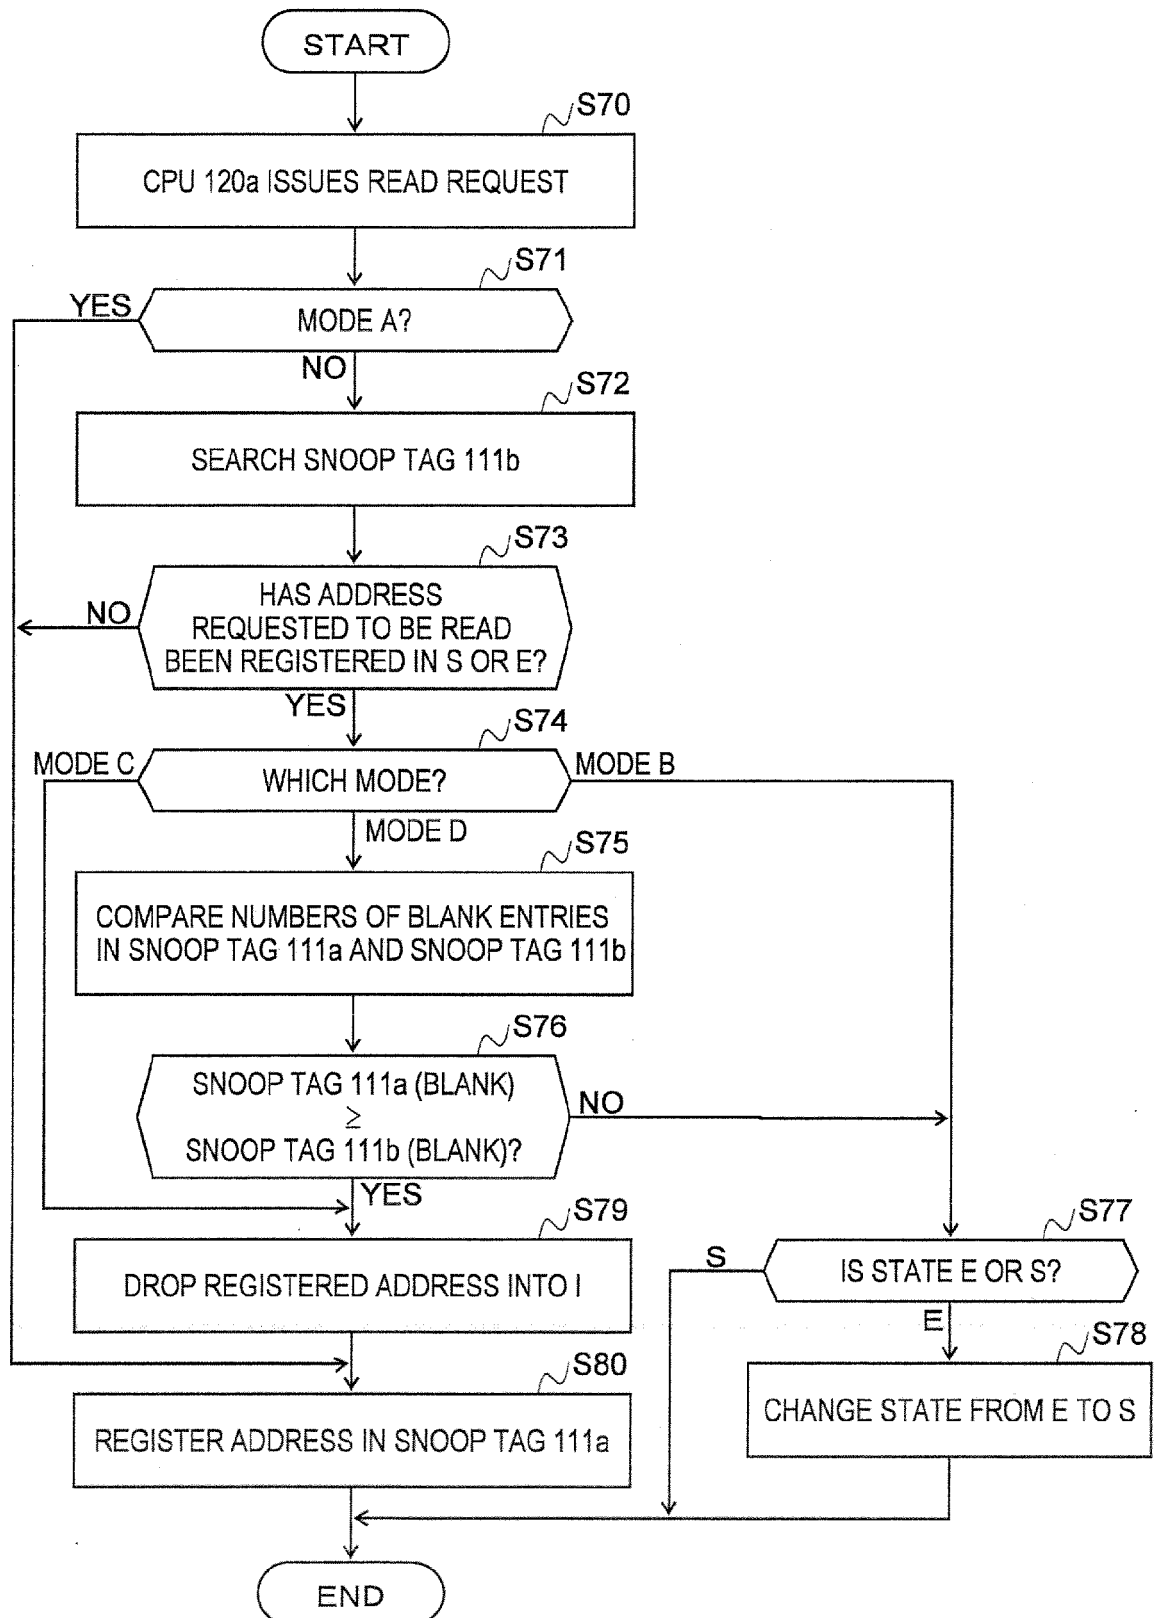 START
S70
CPU 120a ISSUES READ REQUEST
S71
YES
MODE A?
NO
S72
SEARCH SNOOP TAG 111b
S73
HAS ADDRESS
REQUESTED TO BE READ
BEEN REGISTERED IN S OR E?
NO
YES
S74
MODE C
WHICH MODE?
MODE B
MODE D
S75
COMPARE NUMBERS OF BLANK ENTRIES
IN SNOOP TAG 111a AND SNOOP TAG 111b
S76
SNOOP TAG 111a (BLANK)
≥
SNOOP TAG 111b (BLANK)?
NO
YES
S79
DROP REGISTERED ADDRESS INTO I
S77
S
IS STATE E OR S?
E
S78
CHANGE STATE FROM E TO S
S80
REGISTER ADDRESS IN SNOOP TAG 111a
END